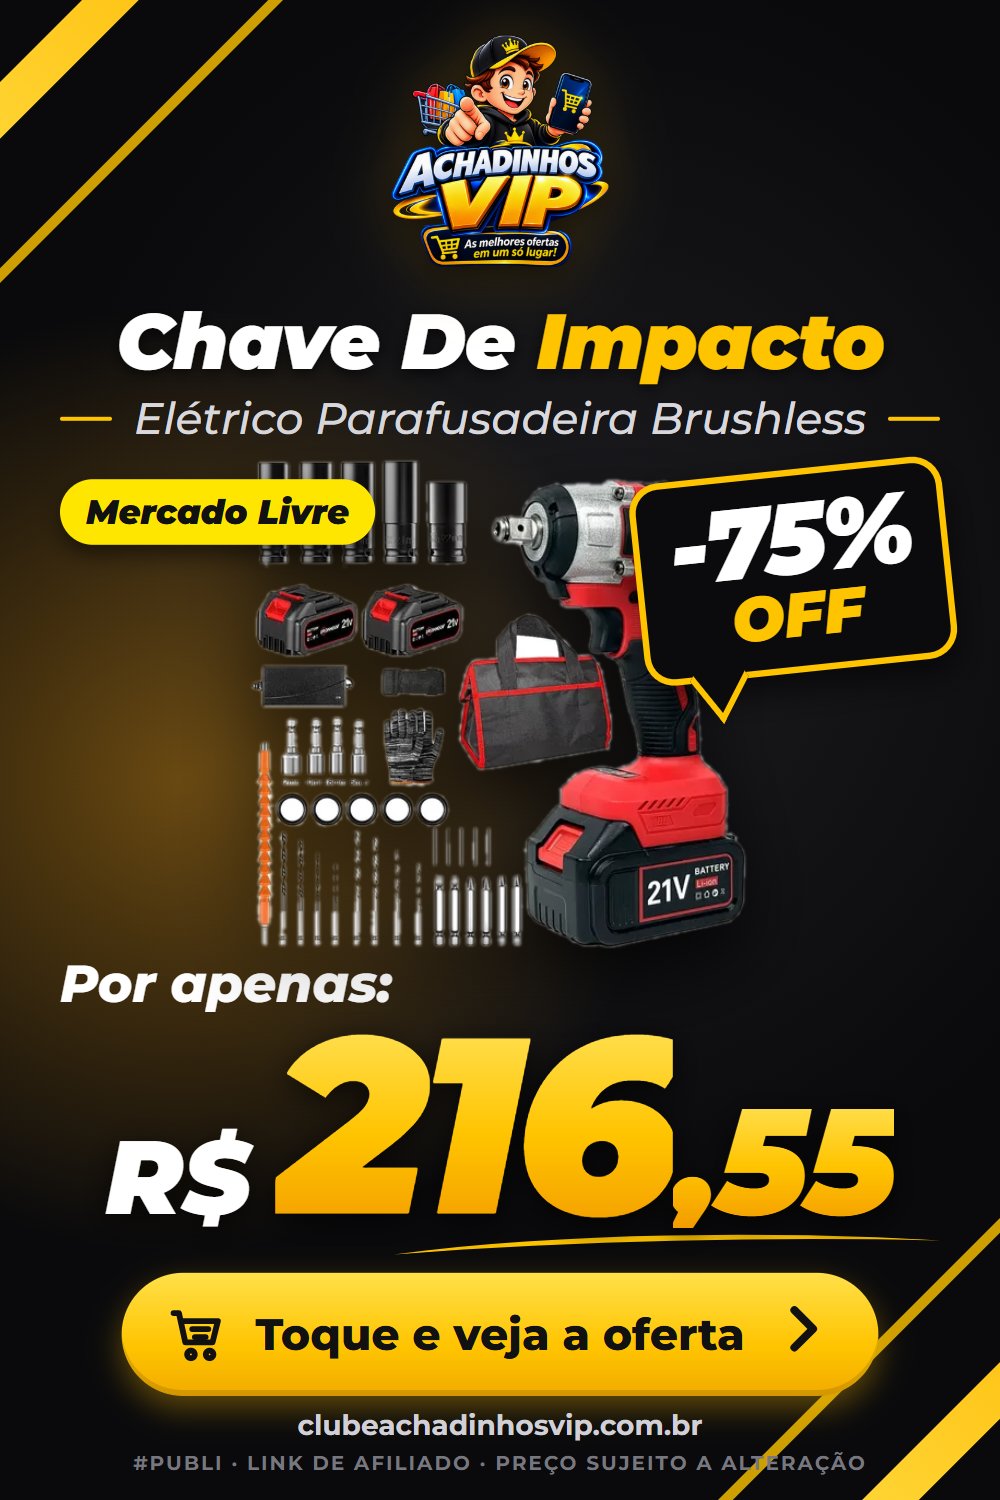 ACHADINHOS
VIP
As melhores ofertas
em um só lugar!
Chave De Impacto
Elétrico Parafusadeira Brushless
Mercado Livre
-75%
OFF
21V
21V
21V
BATTERY
Li-ion
Por apenas:
R$ 216,55
Toque e veja a oferta
clubeachadinhosvip.com.br
#PUBLI · LINK DE AFILIADO · PREÇO SUJEITO A ALTERAÇÃO